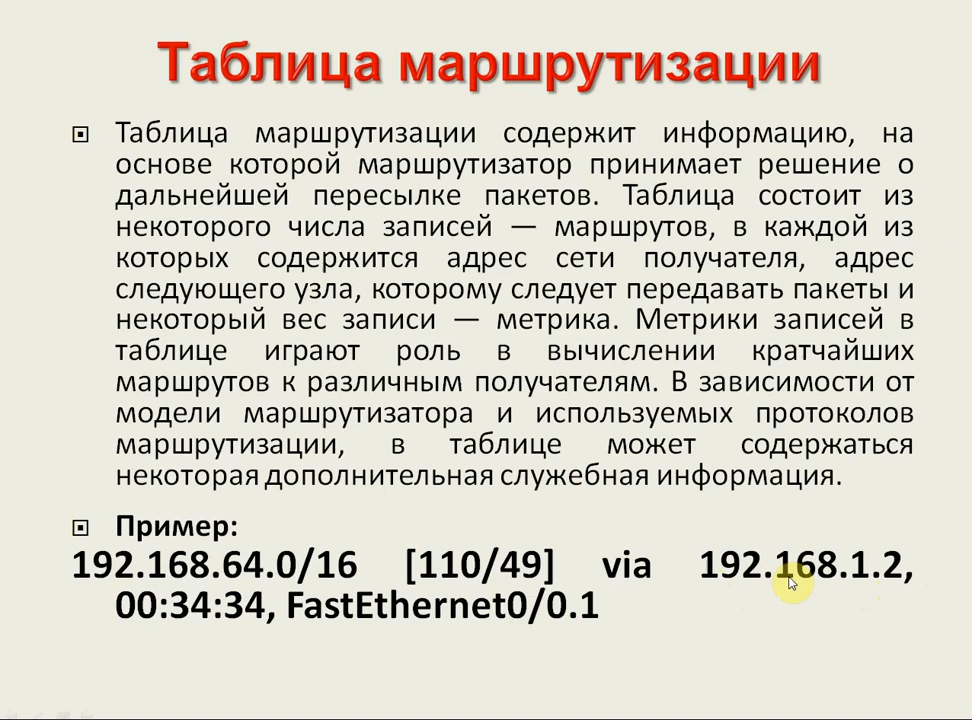 Таблица маршрутизации
Таблица маршрутизации содержит информацию, на
основе которой маршрутизатор принимает решение о
дальнейшей пересылке пакетов. Таблица состоит из
некоторого числа записей — маршрутов, в каждой из
которых содержится адрес сети получателя, адрес
следующего узла, которому следует передавать пакеты и
некоторый вес записи — метрика. Метрики записей в
таблице играют роль в вычислении кратчайших
маршрутов к различным получателям. В зависимости от
модели маршрутизатора и используемых протоколов
маршрутизации, в таблице может содержаться
некоторая дополнительная служебная информация.
Пример:
192.168.64.0/16 [110/49] via 192.168.1.2,
00:34:34, FastEthernet0/0.1